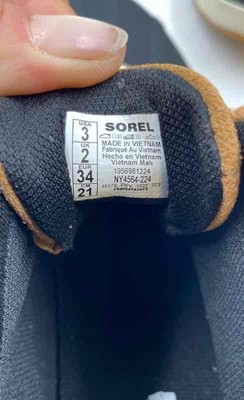 USA
3
UK
2
EUR
34
CM
21
SOREL
MADE IN VIETNAM
Fabriqué Au Vietnam
Hecho en Vietnam
Vietnam Malı
1956981224
NY4564-224